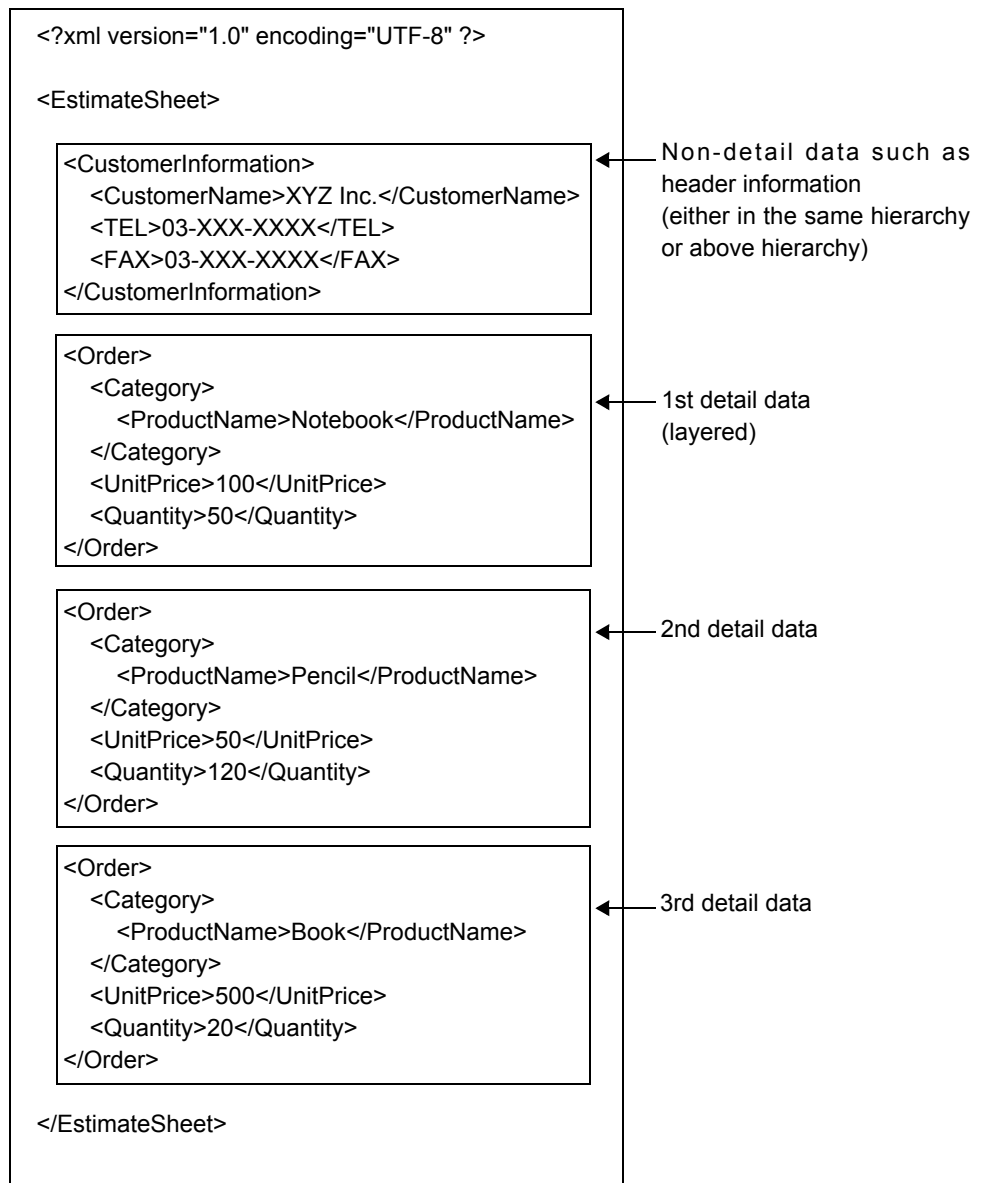 <?xml version="1.0" encoding="UTF-8" ?>
<EstimateSheet>
<CustomerInformation>
<CustomerName>XYZ Inc.</CustomerName>
<TEL>03-XXX-XXXX</TEL>
<FAX>03-XXX-XXXX</FAX>
</CustomerInformation>
Non-detail data such as
header information
(either in the same hierarchy
or above hierarchy)
<Order>
<Category>
<ProductName>Notebook</ProductName>
</Category>
<UnitPrice>100</UnitPrice>
<Quantity>50</Quantity>
</Order>
1st detail data
(layered)
<Order>
<Category>
<ProductName>Pencil</ProductName>
</Category>
<UnitPrice>50</UnitPrice>
<Quantity>120</Quantity>
</Order>
2nd detail data
<Order>
<Category>
<ProductName>Book</ProductName>
</Category>
<UnitPrice>500</UnitPrice>
<Quantity>20</Quantity>
</Order>
3rd detail data
</EstimateSheet>